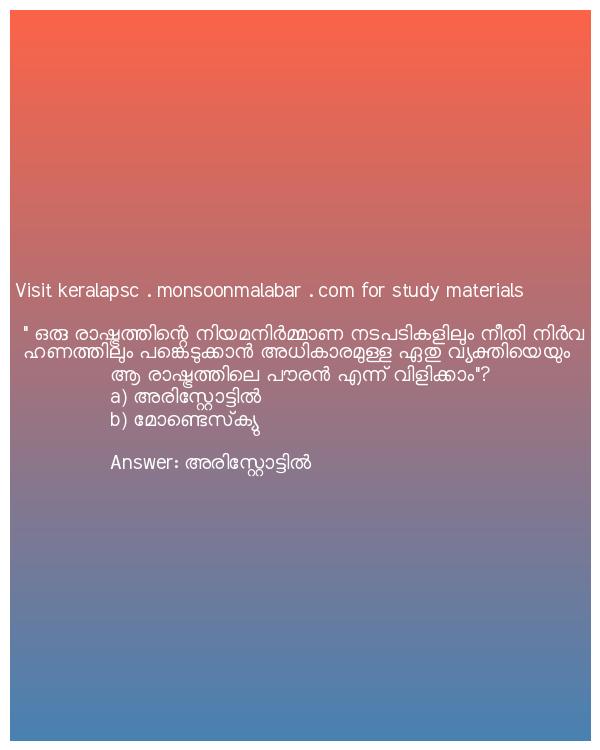 Visit keralapsc . monsoonmalabar . com for study materials
" ഒരു രാഷ്ട്രത്തിന്റെ നിയമനിർമ്മാണ നടപടികളിലും നീതി നിർവ
ഹണത്തിലും പങ്കെടുക്കാൻ അധികാരമുള്ള ഏതു വ്യക്തിയെയും
ആ രാഷ്ട്രത്തിലെ പൗരൻ എന്ന് വിളിക്കാം"?
a) അരിസ്റ്റോട്ടിൽ
b) മോണ്ടെസ്ക്യു
Answer: അരിസ്റ്റോട്ടിൽ